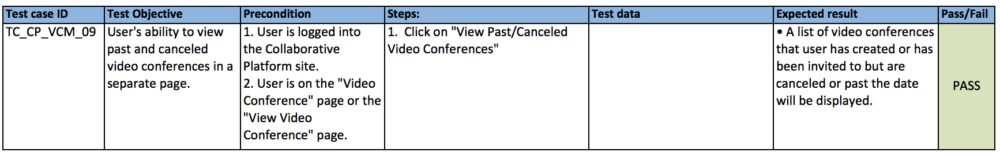 Test case ID
Test Objective
Precondition
Steps:
Test data
Expected result
Pass/Fail
TC_CP_VCM_09
User's ability to view
past and canceled
video conferences in a
separate page.
1. User is logged into
the Collaborative
Platform site.
2. User is on the "Video
Conference" page or the
"View Video
Conference" page.
1.  Click on "View Past/Canceled
Video Conferences"
• A list of video conferences
that user has created or has
been invited to but are
canceled or past the date
will be displayed.
PASS